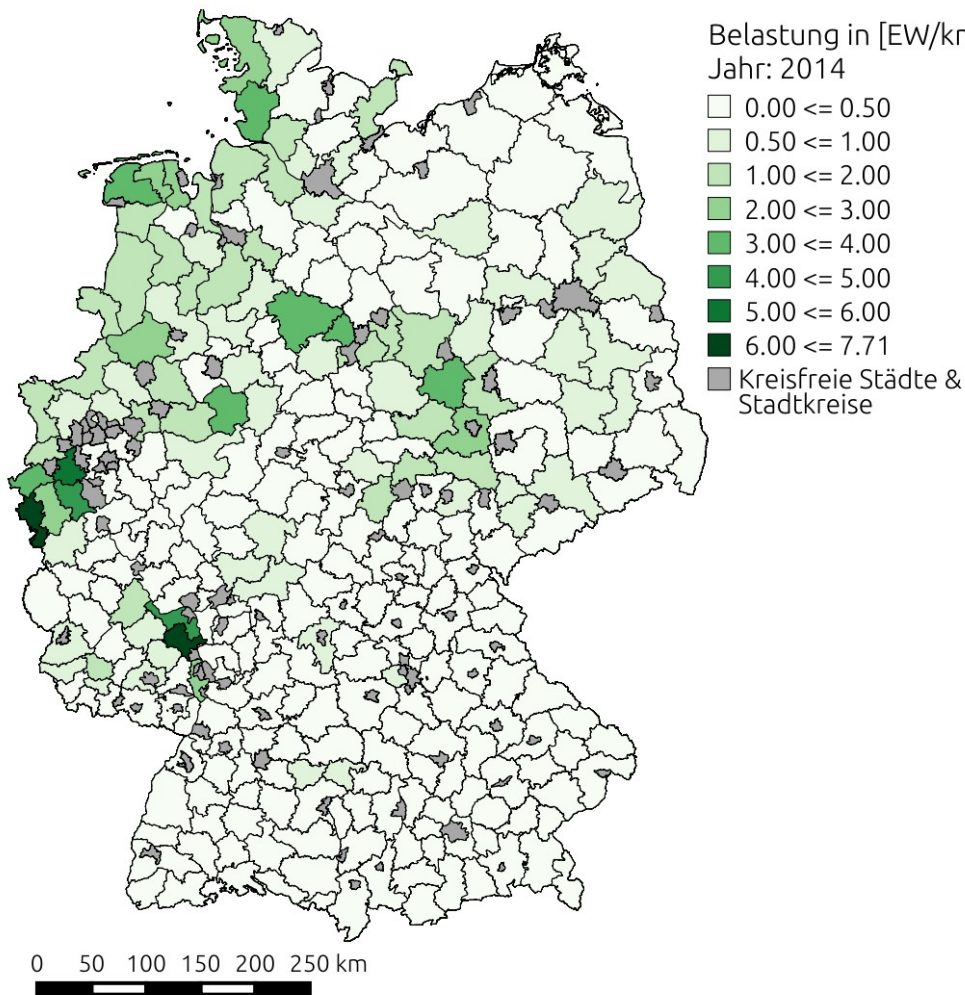 Belastung in [EW/kr
Jahr: 2014
0.00 <= 0.50
0.50 <= 1.00
1.00 <= 2.00
2.00 <= 3.00
3.00 <= 4.00
4.00 <= 5.00
5.00 <= 6.00
6.00 <= 7.71
Kreisfreie Städte &
Stadtkreise
0 50 100 150 200 250 km